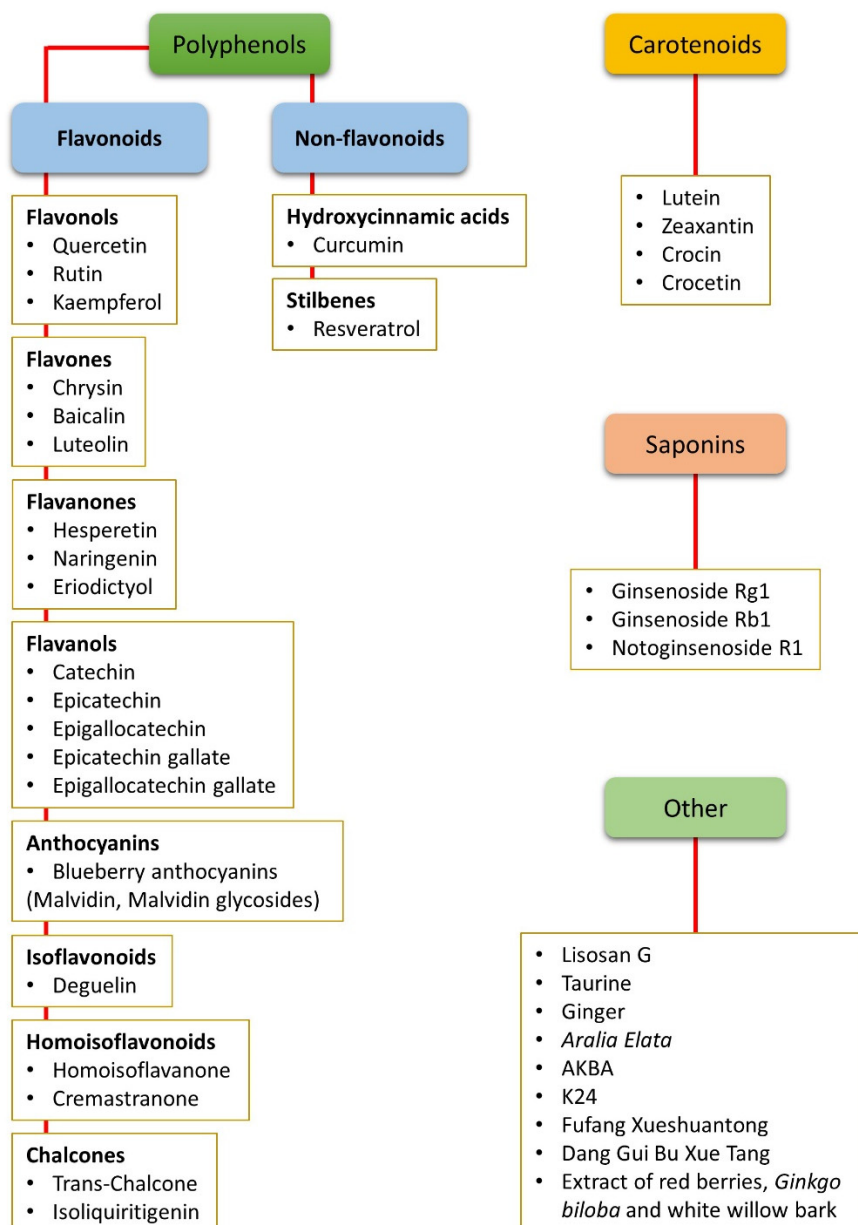 Polyphenols
Flavonoids
Non-flavonoids
Flavonols
• Quercetin
• Rutin
• Kaempferol
Flavones
• Chrysin
• Baicalin
• Luteolin
Flavanones
• Hesperetin
• Naringenin
• Eriodictyol
Flavanols
• Catechin
• Epicatechin
• Epigallocatechin
• Epicatechin gallate
• Epigallocatechin gallate
Anthocyanins
• Blueberry anthocyanins
(Malvidin, Malvidin glycosides)
Isoflavonoids
• Deguelin
Homoisoflavonoids
• Homoisoflavanone
• Cremastranone
Chalcones
• Trans-Chalcone
• Isoliquiritigenin
Hydroxycinnamic acids
• Curcumin
Stilbenes
• Resveratrol
Carotenoids
• Lutein
• Zeaxantin
• Crocin
• Crocetin
Saponins
• Ginsenoside Rg1
• Ginsenoside Rb1
• Notoginsenoside R1
Other
• Lisosan G
• Taurine
• Ginger
• Aralia Elata
• AKBA
• K24
• Fufang Xueshuantong
• Dang Gui Bu Xue Tang
• Extract of red berries, Ginkgo
biloba and white willow bark